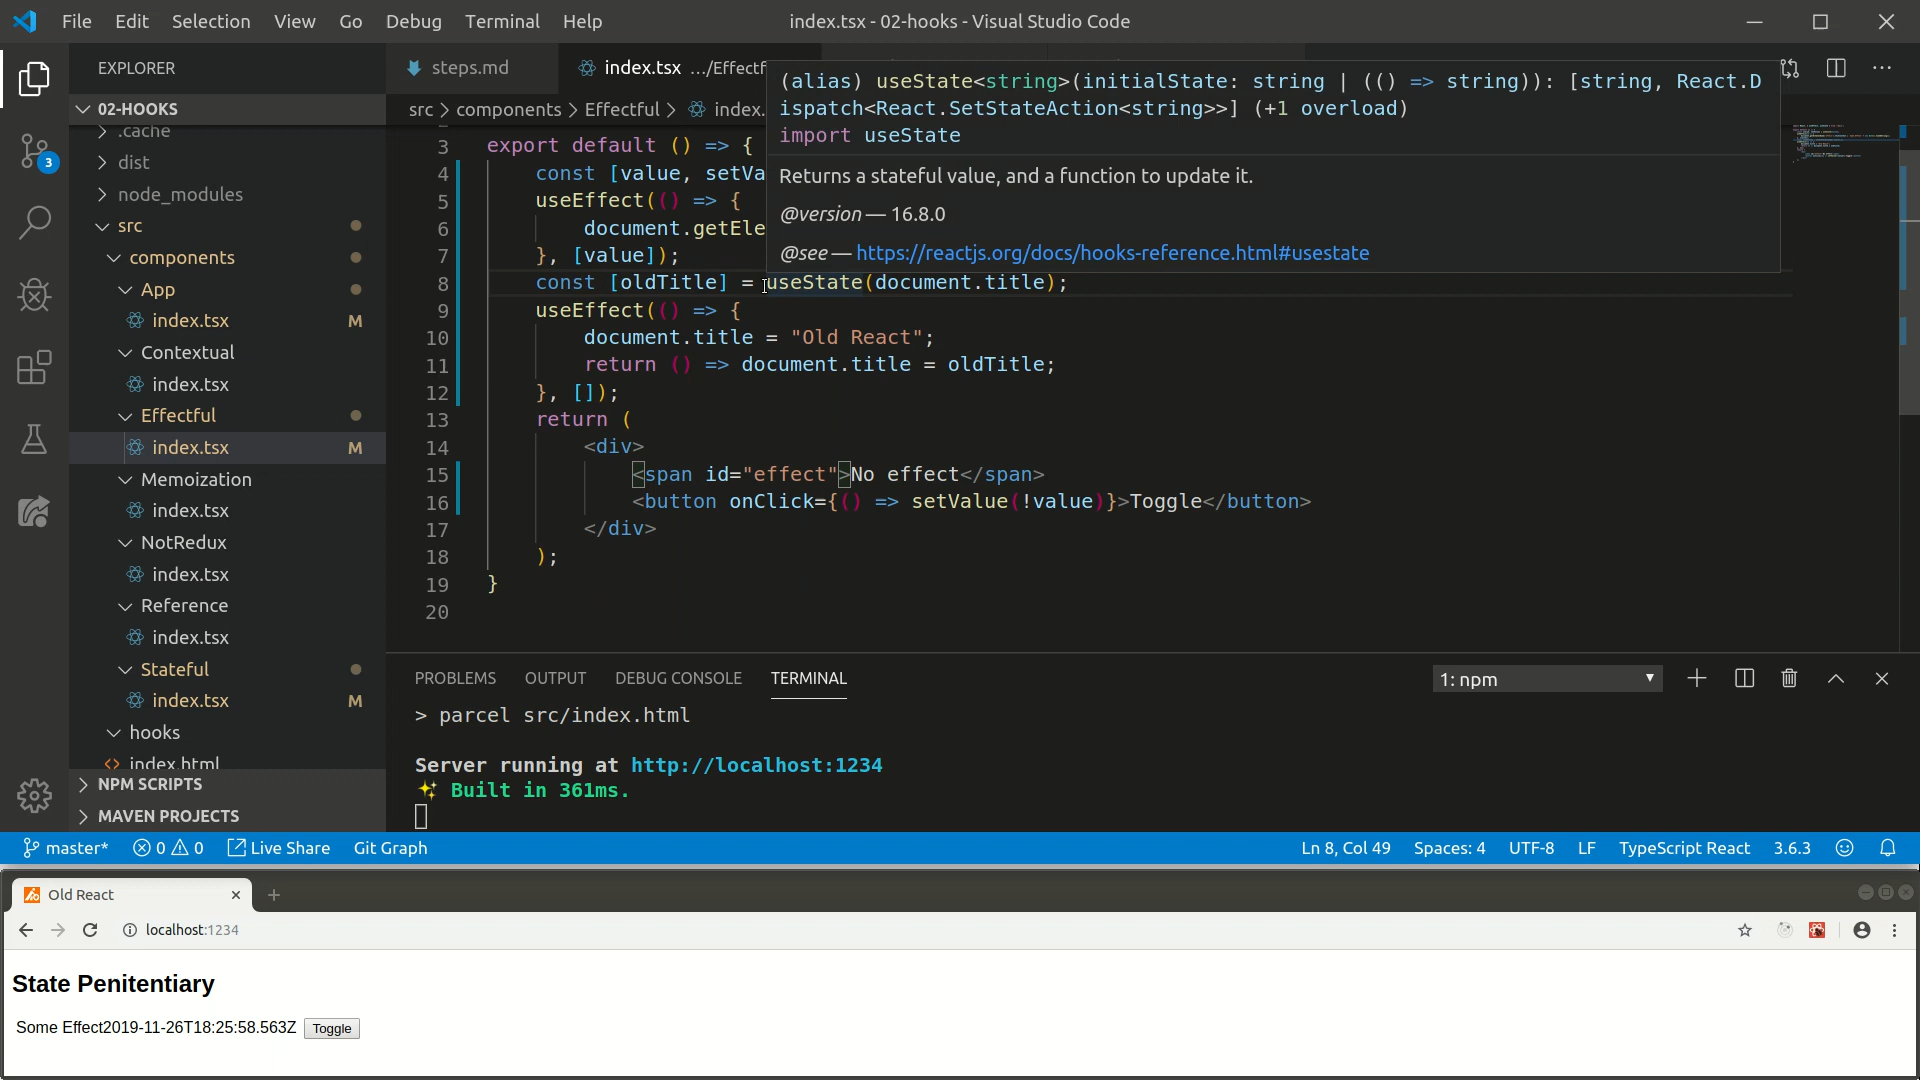 File Edit Selection View Go Debug Terminal Help
index.tsx - 02-hooks - Visual Studio Code
EXPLORER
02-HOOKS
.cache
dist
node_modules
src
components
App
index.tsx M
Contextual
index.tsx
Effectful
index.tsx M
Memoization
index.tsx
NotRedux
index.tsx
Reference
index.tsx
Stateful
index.tsx M
hooks
index.html
NPM SCRIPTS
MAVEN PROJECTS
3
steps.md
index.tsx .../Effectf
src > components > Effectful > index.
(alias) useState<string>(initialState: string | (() => string)): [string, React.D
ispatch<React.SetStateAction<string>>] (+1 overload)
import useState
Returns a stateful value, and a function to update it.
@version — 16.8.0
@see — https://reactjs.org/docs/hooks-reference.html#usestate
3 export default () => {
4 const [value, setVa
5 useEffect(() => {
6 document.getEle
7 }, [value]);
8 const [oldTitle] = useState(document.title);
9 useEffect(() => {
10 document.title = "Old React";
11 return () => document.title = oldTitle;
12 }, []);
13 return (
14 <div>
15 <span id="effect">No effect</span>
16 <button onClick={() => setValue(!value)}>Toggle</button>
17 </div>
18 );
19 }
20
PROBLEMS OUTPUT DEBUG CONSOLE TERMINAL
1: npm
> parcel src/index.html
Server running at http://localhost:1234
✨ Built in 361ms.
master* 0 0 Live Share Git Graph
Ln 8, Col 49 Spaces: 4 UTF-8 LF TypeScript React 3.6.3
Old React
localhost:1234
State Penitentiary
Some Effect2019-11-26T18:25:58.563Z Toggle